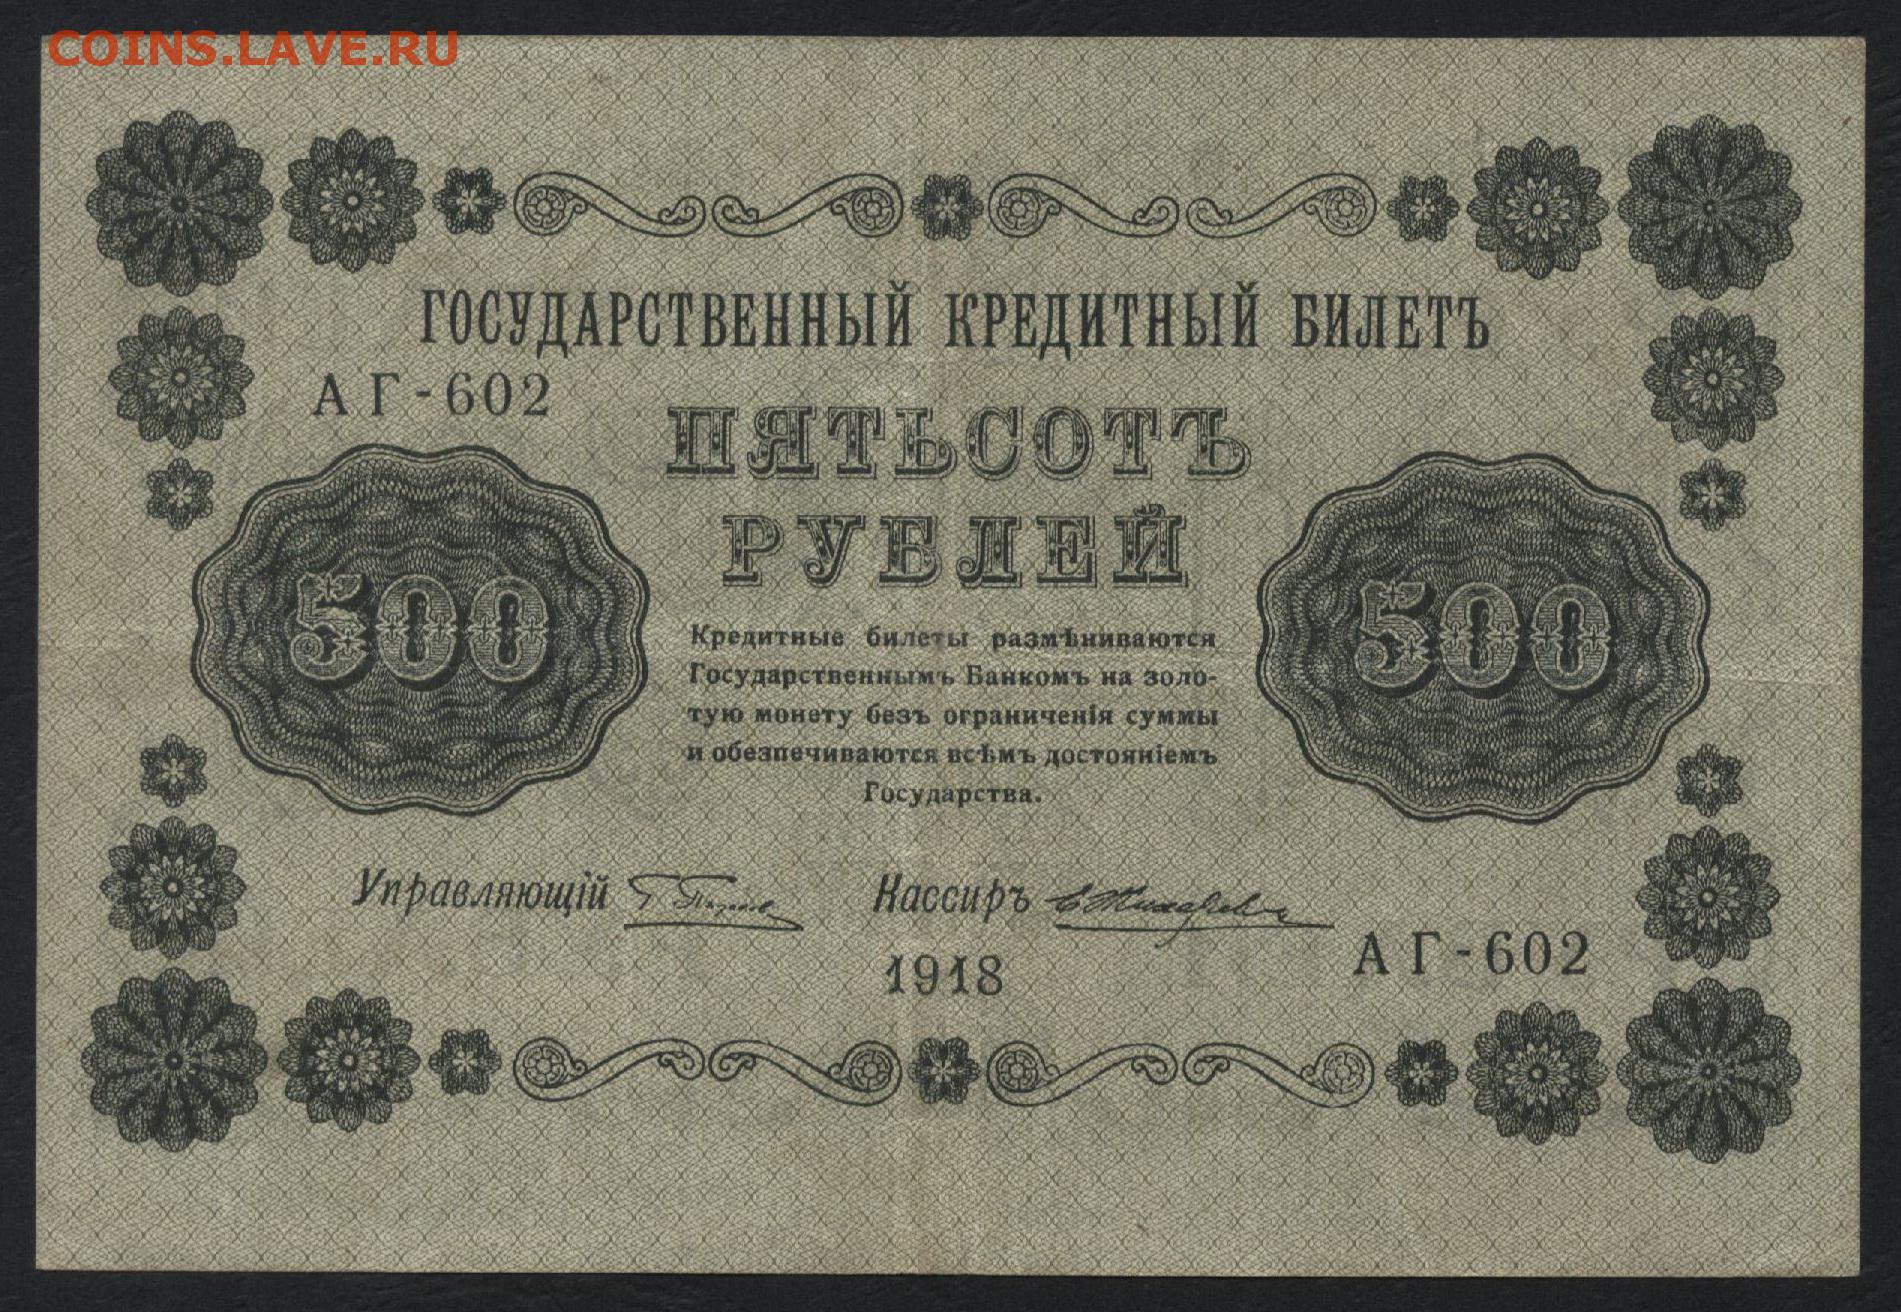 COINS.LAVE.RU
ГОСУДАРСТВЕННЫЙ КРЕДИТНЫЙ БИЛЕТЪ
АГ-602
ПЯТЬСОТЪ
РУБЛЕЙ
500
500
Кредитные билеты размѣниваются
Государственнымъ Банкомъ на золо-
тую монету безъ ограниченія суммы
и обезпечиваются всѣмъ достояніемъ
Государства.
Управляющій
Кассиръ
АГ-602
1918